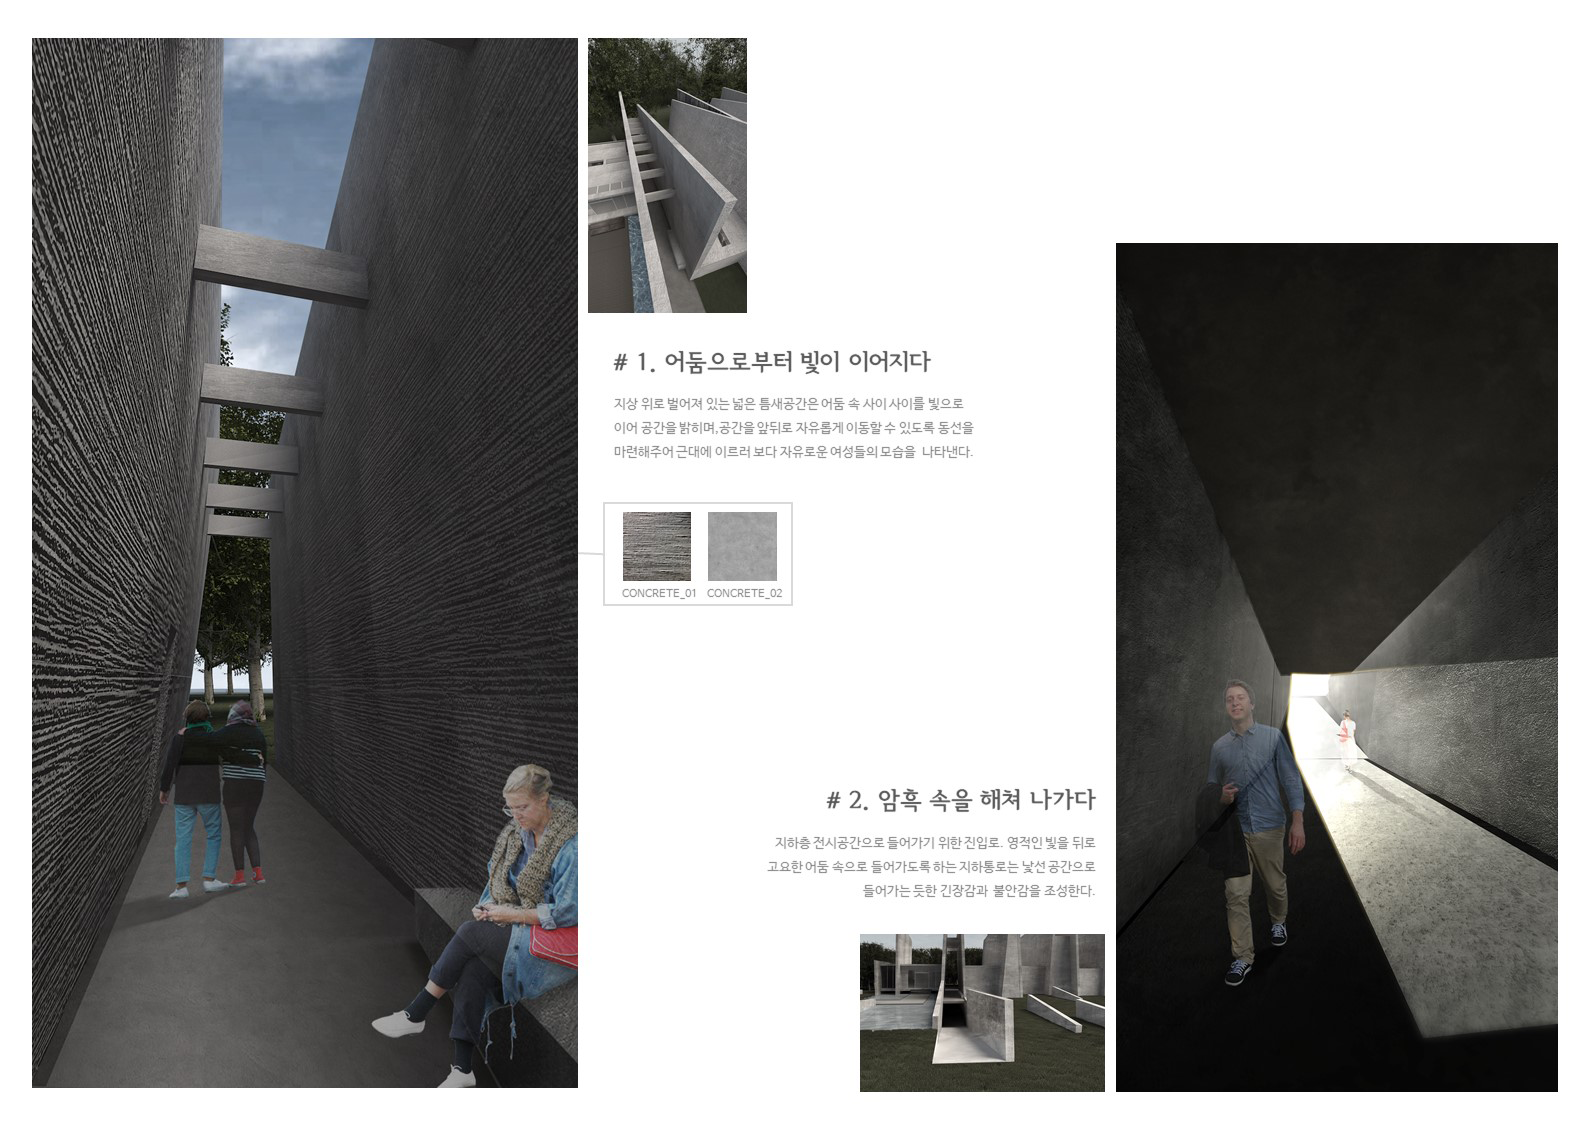 # 1. 어둠으로부터 빛이 이어지다
지상 위로 벌어져 있는 넓은 틈새공간은 어둠 속 사이 사이를 빛으로
이어 공간을 밝히며,공간을 앞뒤로 자유롭게 이동할 수 있도록 동선을
마련해주어 근대에 이르러 보다 자유로운 여성들의 모습을 나타낸다.
CONCRETE_01 CONCRETE_02
# 2. 암흑 속을 해쳐 나가다
지하층 전시공간으로 들어가기 위한 진입로. 영적인 빛을 뒤로
고요한 어둠 속으로 들어가도록 하는 지하통로는 낯선 공간으로
들어가는 듯한 긴장감과 불안감을 조성한다.